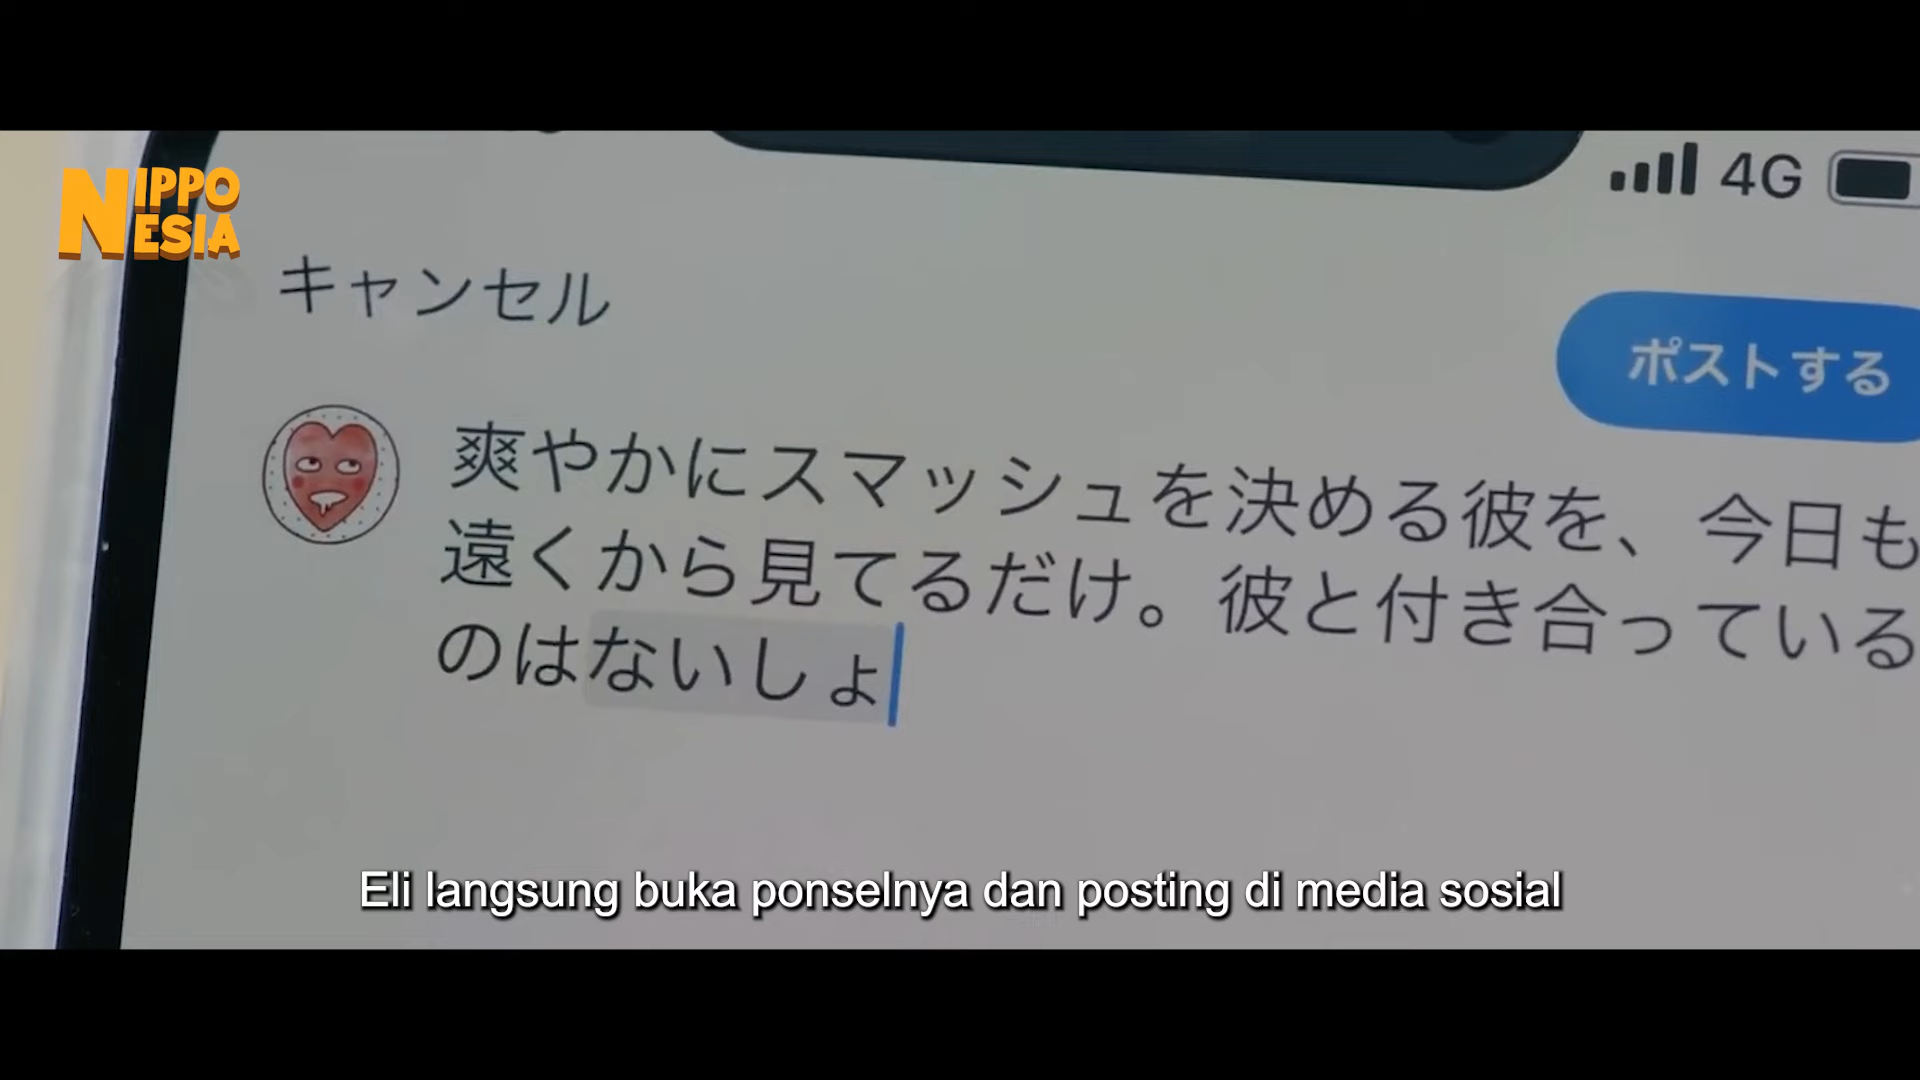 NIPPO
NESIA
4G
キャンセル
ポストする
爽やかにスマッシュを決める彼を、今日も
遠くから見てるだけ。彼と付き合っている
のはないしょ
Eli langsung buka ponselnya dan posting di media sosial